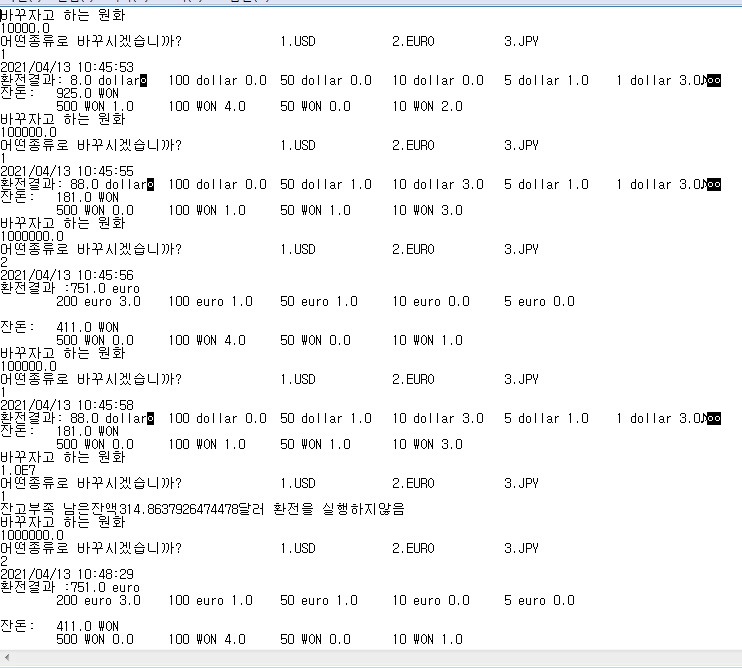 바꾸자고 하는 원화
10000.0
어떤종류로 바꾸시겠습니까? 1.USD 2.EURO 3.JPY
1
2021/04/13 10:45:53
환전결과: 8.0 dollar 100 dollar 0.0 50 dollar 0.0 10 dollar 0.0 5 dollar 1.0 1 dollar 3.0♪
잔돈: 925.0 WON
500 WON 1.0 100 WON 4.0 50 WON 0.0 10 WON 2.0
바꾸자고 하는 원화
100000.0
어떤종류로 바꾸시겠습니까? 1.USD 2.EURO 3.JPY
1
2021/04/13 10:45:55
환전결과: 88.0 dollar 100 dollar 0.0 50 dollar 1.0 10 dollar 3.0 5 dollar 1.0 1 dollar 3.0♪
잔돈: 181.0 WON
500 WON 0.0 100 WON 1.0 50 WON 1.0 10 WON 3.0
바꾸자고 하는 원화
1000000.0
어떤종류로 바꾸시겠습니까? 1.USD 2.EURO 3.JPY
2
2021/04/13 10:45:56
환전결과 :751.0 euro
200 euro 3.0 100 euro 1.0 50 euro 1.0 10 euro 0.0 5 euro 0.0
잔돈: 411.0 WON
500 WON 0.0 100 WON 4.0 50 WON 0.0 10 WON 1.0
바꾸자고 하는 원화
100000.0
어떤종류로 바꾸시겠습니까? 1.USD 2.EURO 3.JPY
1
2021/04/13 10:45:58
환전결과: 88.0 dollar 100 dollar 0.0 50 dollar 1.0 10 dollar 3.0 5 dollar 1.0 1 dollar 3.0♪
잔돈: 181.0 WON
500 WON 0.0 100 WON 1.0 50 WON 1.0 10 WON 3.0
바꾸자고 하는 원화
1.0E7
어떤종류로 바꾸시겠습니까? 1.USD 2.EURO 3.JPY
1
잔고부족 남은잔액314.8637926474478달러 환전을 실행하지않음
바꾸자고 하는 원화
1000000.0
어떤종류로 바꾸시겠습니까? 1.USD 2.EURO 3.JPY
2
2021/04/13 10:48:29
환전결과 :751.0 euro
200 euro 3.0 100 euro 1.0 50 euro 1.0 10 euro 0.0 5 euro 0.0
잔돈: 411.0 WON
500 WON 0.0 100 WON 4.0 50 WON 0.0 10 WON 1.0